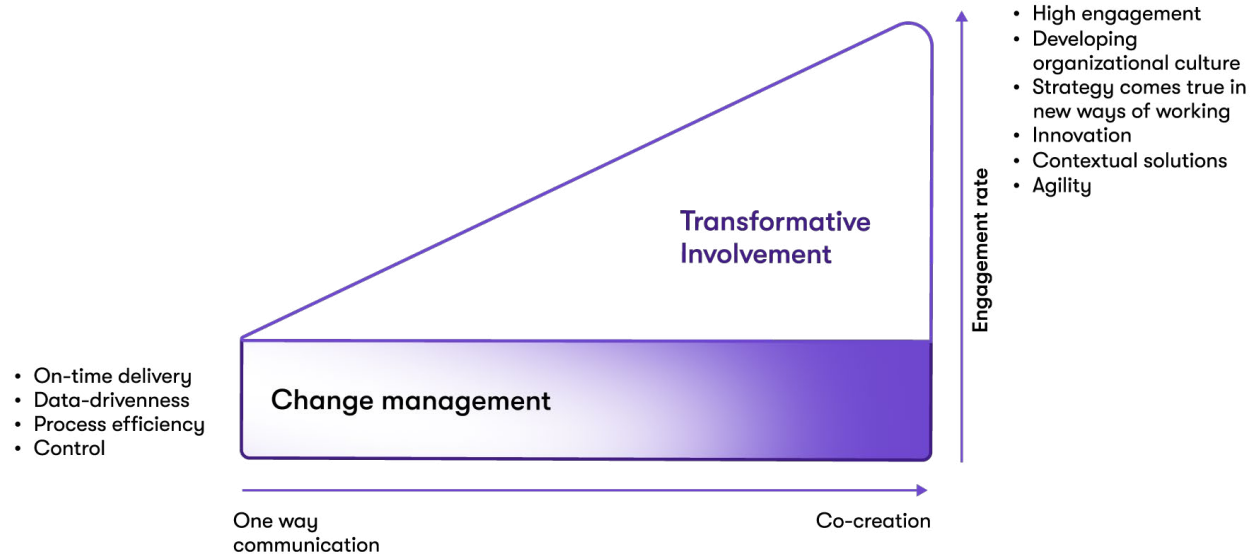 • High engagement
• Developing
organizational culture
• Strategy comes true in
new ways of working
• Innovation
• Contextual solutions
• Agility
Engagement rate
Transformative
Involvement
• On-time delivery
• Data-drivenness
• Process efficiency
• Control
Change management
One way
communication
Co-creation